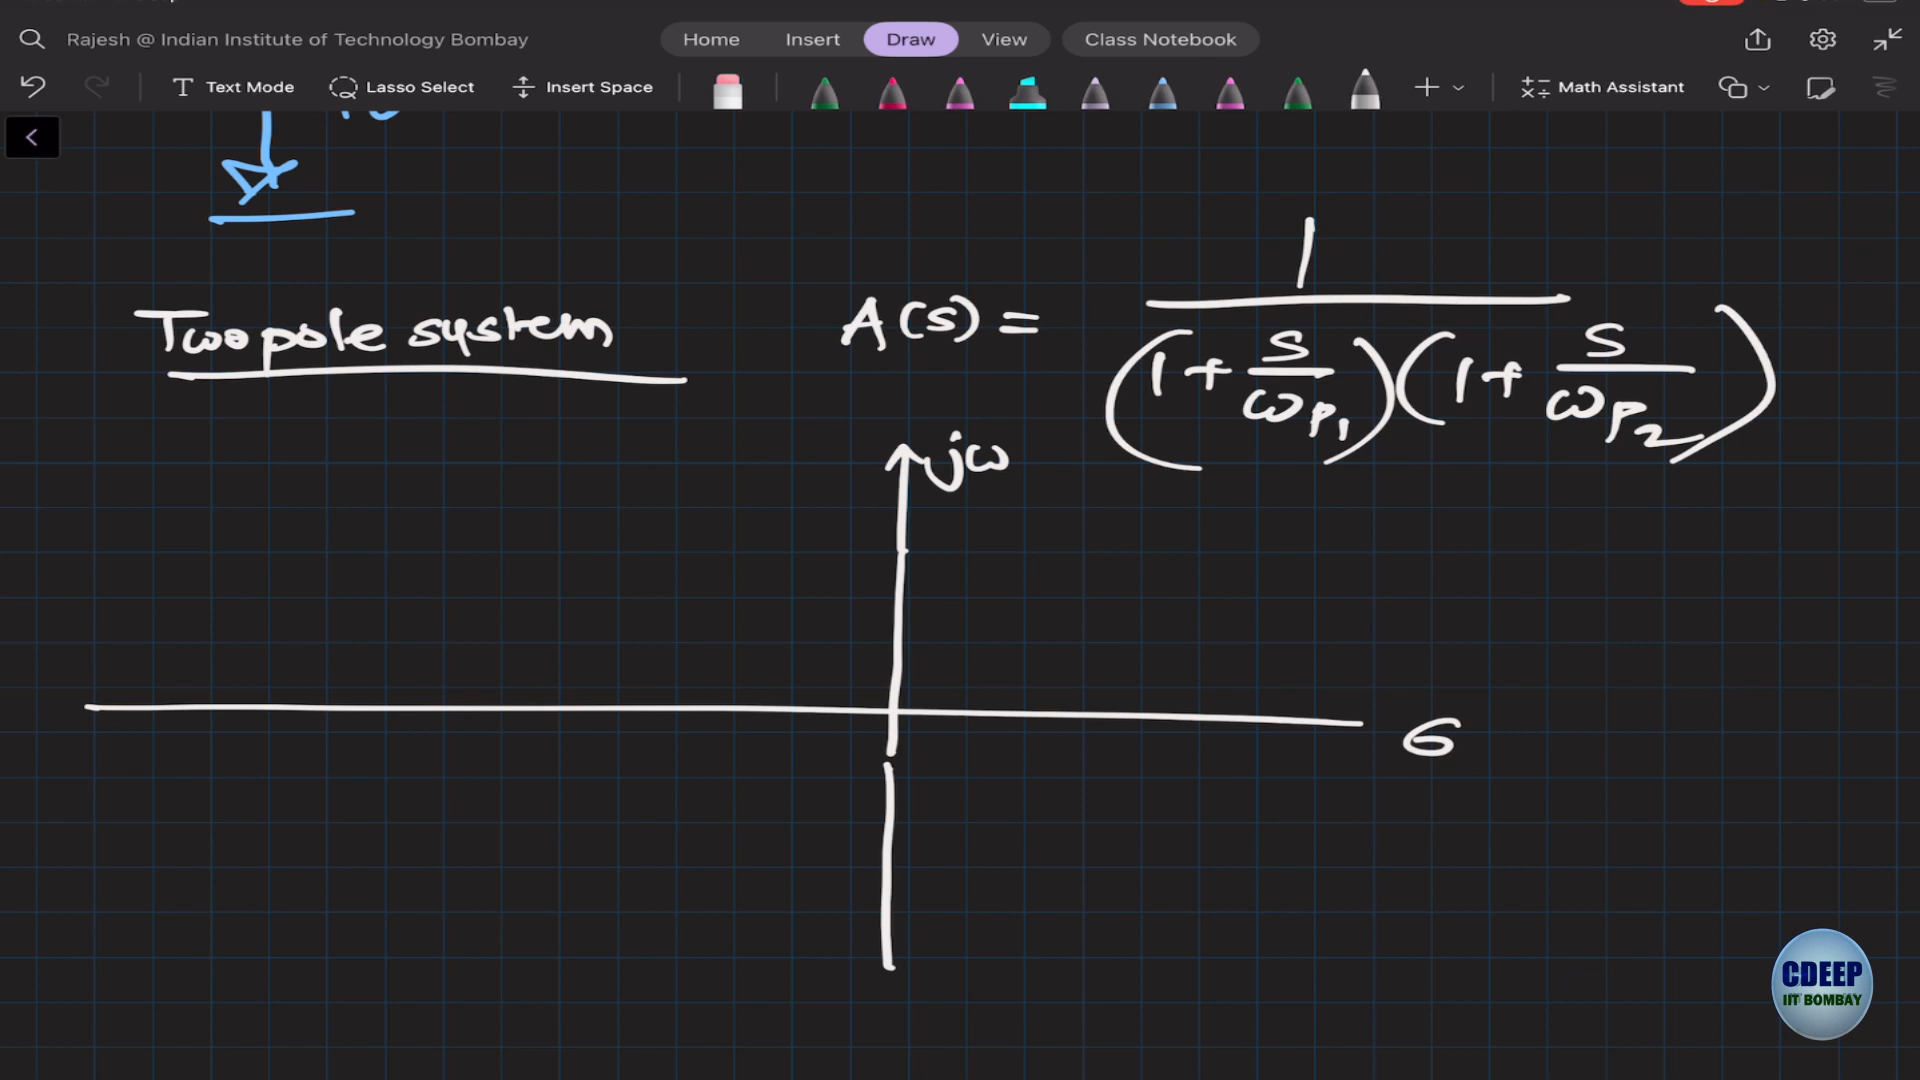 Rajesh @ Indian Institute of Technology Bombay
Home Insert Draw View Class Notebook
Text Mode Lasso Select Insert Space Math Assistant
Two pole system
A(s) = 1 / (1 + s/ωp1)(1 + s/ωp2)
jω
σ
CDEEP
IIT BOMBAY